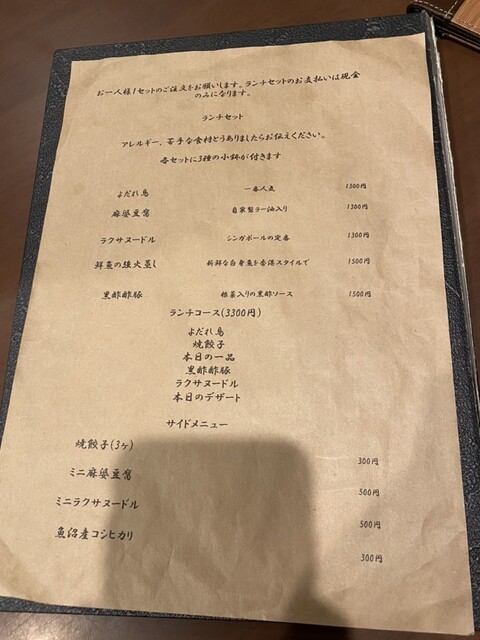 お一人様1セットのご注文をお願いします。ランチセットのお支払いは現金
のみになります。
ランチセット
アレルギー、苦手な食材とうありましたらお伝えください。
各セットに3種の小鉢が付きます
よだれ鳥 一番人気 1300円
麻婆豆腐 自家製ラー油入り 1300円
ラクサヌードル シンガポールの定番 1300円
鮮魚の強火蒸し 新鮮な白身魚を香港スタイルで 1500円
黒酢酢豚 根菜入りの黒酢ソース 1500円
ランチコース(3300円)
よだれ鳥
焼餃子
本日の一品
黒酢酢豚
ラクサヌードル
本日のデザート
サイドメニュー
焼餃子(3ヶ) 300円
ミニ麻婆豆腐 500円
ミニラクサヌードル 500円
魚沼産コシヒカリ 300円